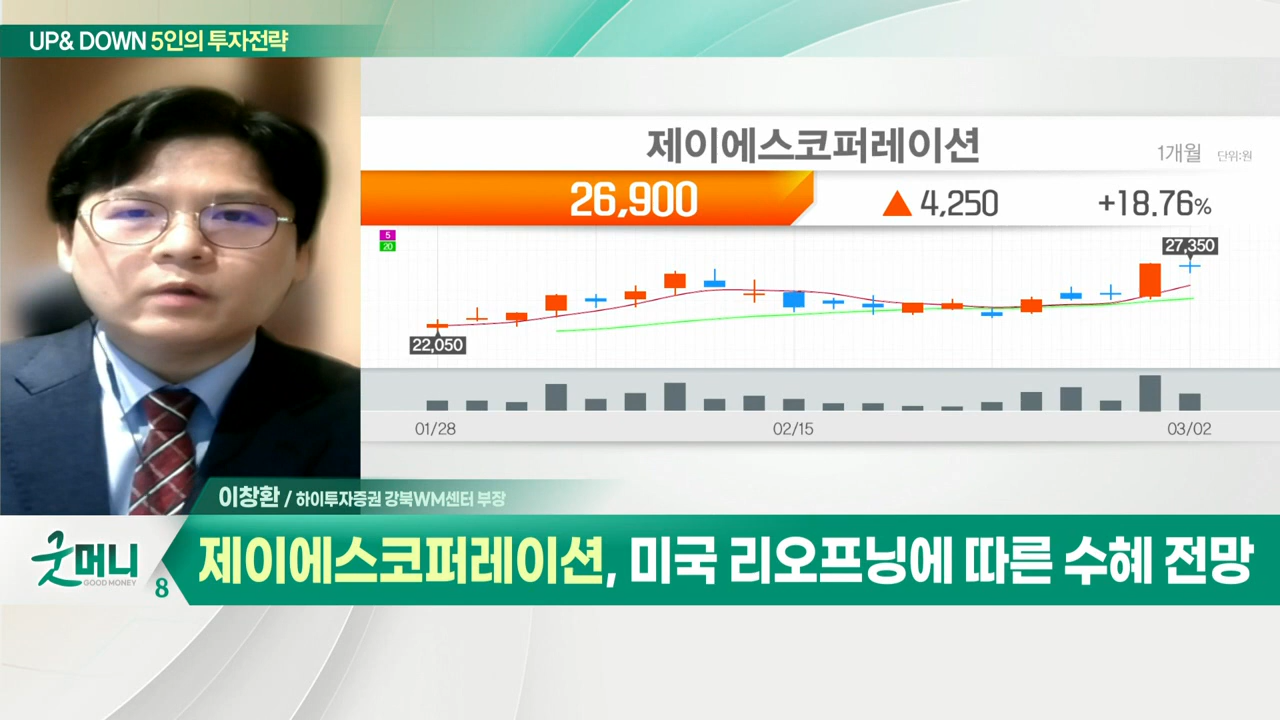 UP& DOWN 5인의 투자전략
제이에스코퍼레이션
1개월 단위:원
26,900 ▲ 4,250 +18.76%
5
20
27,350
22,050
01/28 02/15 03/02
이창환 / 하이투자증권 강북WM센터 부장
굿머니
GOOD MONEY
8
제이에스코퍼레이션, 미국 리오프닝에 따른 수혜 전망